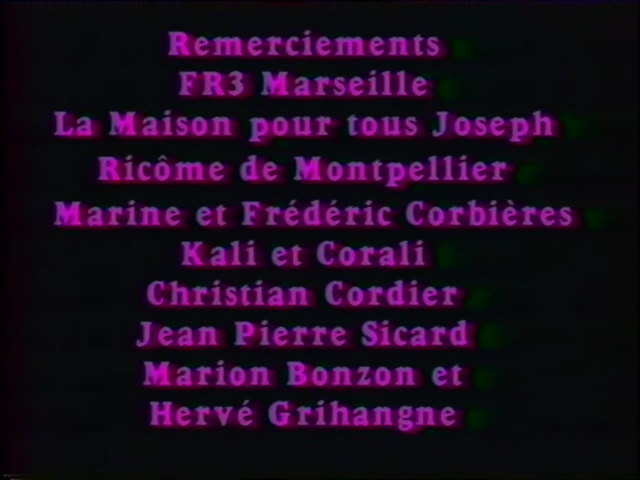 Remerciements
FR3 Marseille
La Maison pour tous Joseph
Ricôme de Montpellier
Marine et Frédéric Corbières
Kali et Corali
Christian Cordier
Jean Pierre Sicard
Marion Bonzon et
Hervé Grihangne